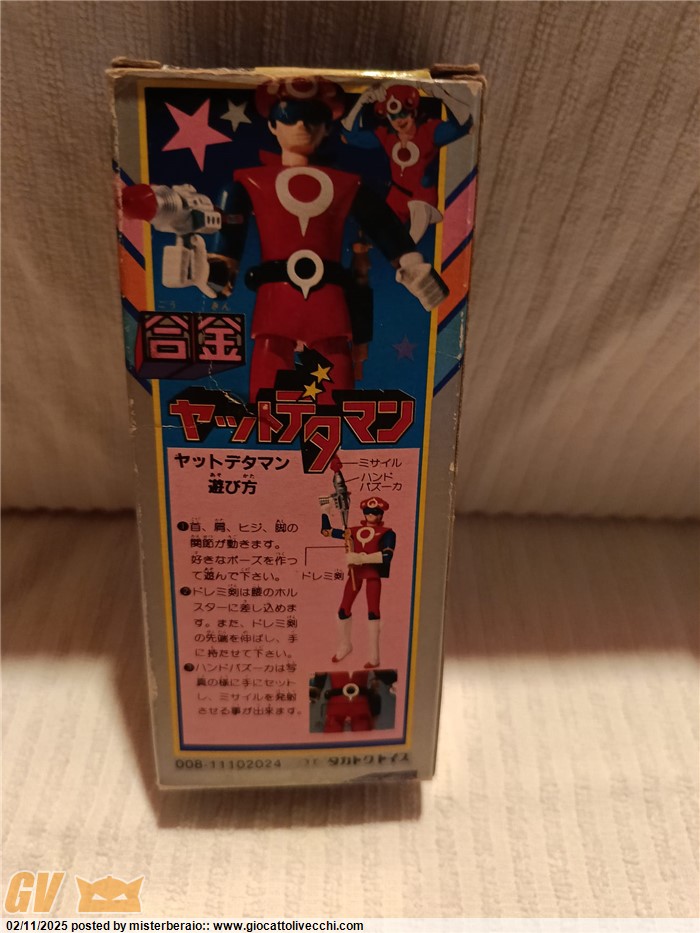 ごう きん
合金
ヤットデタマン
ヤットデタマン
あそ かた
遊び方
ミサイル
ハンド
バズーカ
ドレミ剣
❶首、肩、ヒジ、脚の
関節が動きます。
好きなポーズを作っ
て遊んで下さい。
❷ドレミ剣は腰のホル
スターに差し込めま
す。また、ドレミ剣
の先端を伸ばし、手
に持たせて下さい。
❸ハンドバズーカは写
真の様に手にセット
し、ミサイルを発射
させる事が出来ます。
008-11102024
タカトクトイス
GV
02/11/2025 posted by misterberaio:: www.giocattolivecchi.com